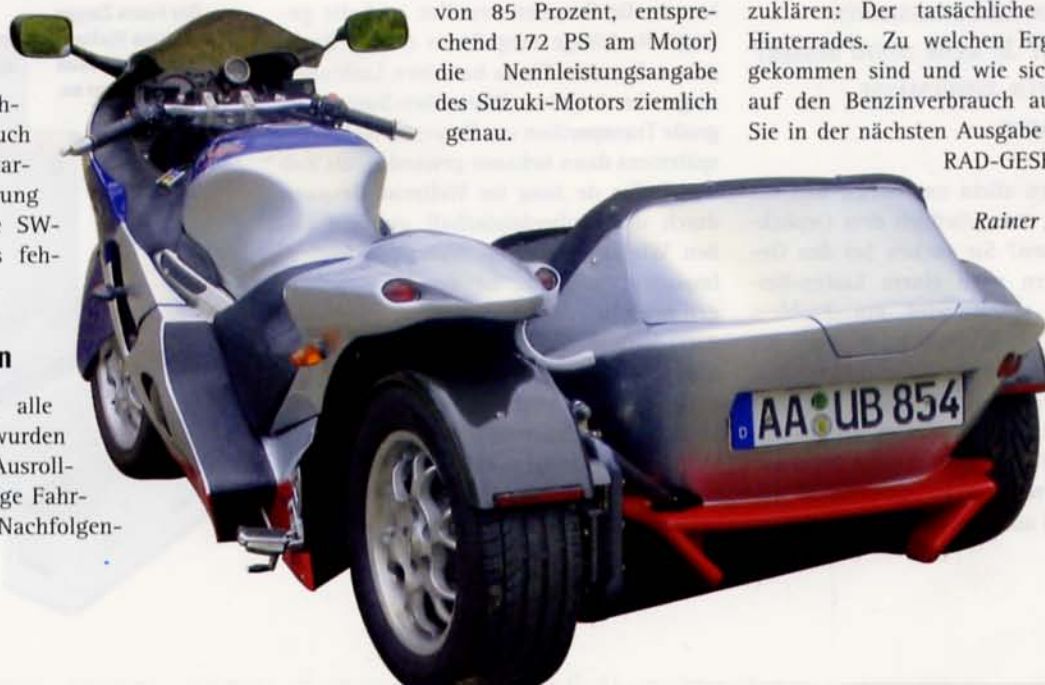 h-
uch
ar-
ung
SW-
s feh-
n
alle
wurden
Ausroll-
ge Fahr-
Nachfolgen-
von 85 Prozent, entspre-
chend 172 PS am Motor)
die Nennleistungsangabe
des Suzuki-Motors ziemlich
genau.
zuklären: Der tatsächliche
Hinterrades. Zu welchen Erg
gekommen sind und wie sic
auf den Benzinverbrauch au
Sie in der nächsten Ausgabe
RAD-GESP
Rainer
D
AA UB 854